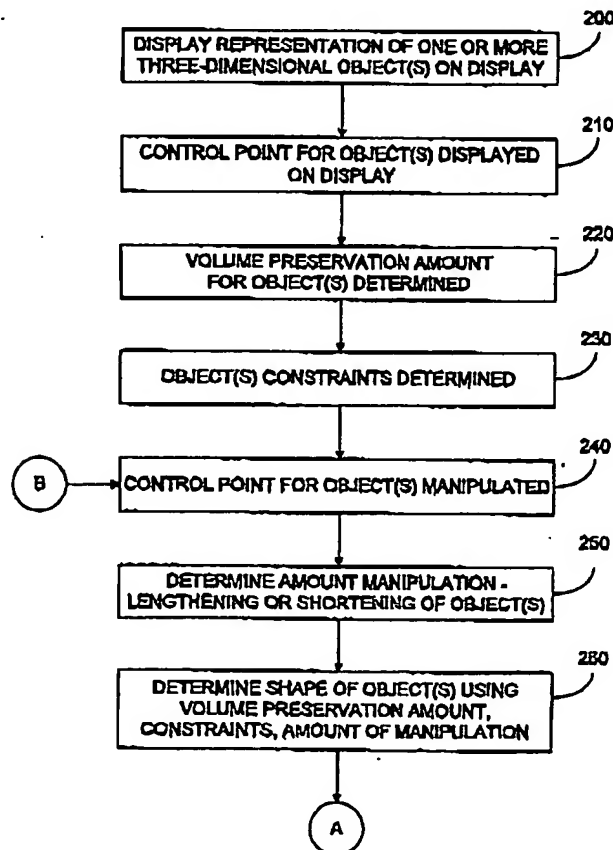 200
DISPLAY REPRESENTATION OF ONE OR MORE
THREE-DIMENSIONAL OBJECT(S) ON DISPLAY
210
CONTROL POINT FOR OBJECT(S) DISPLAYED
ON DISPLAY
220
VOLUME PRESERVATION AMOUNT
FOR OBJECT(S) DETERMINED
230
OBJECT(S) CONSTRAINTS DETERMINED
240
B
CONTROL POINT FOR OBJECT(S) MANIPULATED
250
DETERMINE AMOUNT MANIPULATION -
LENGTHENING OR SHORTENING OF OBJECT(S)
260
DETERMINE SHAPE OF OBJECT(S) USING
VOLUME PRESERVATION AMOUNT,
CONSTRAINTS, AMOUNT OF MANIPULATION
A